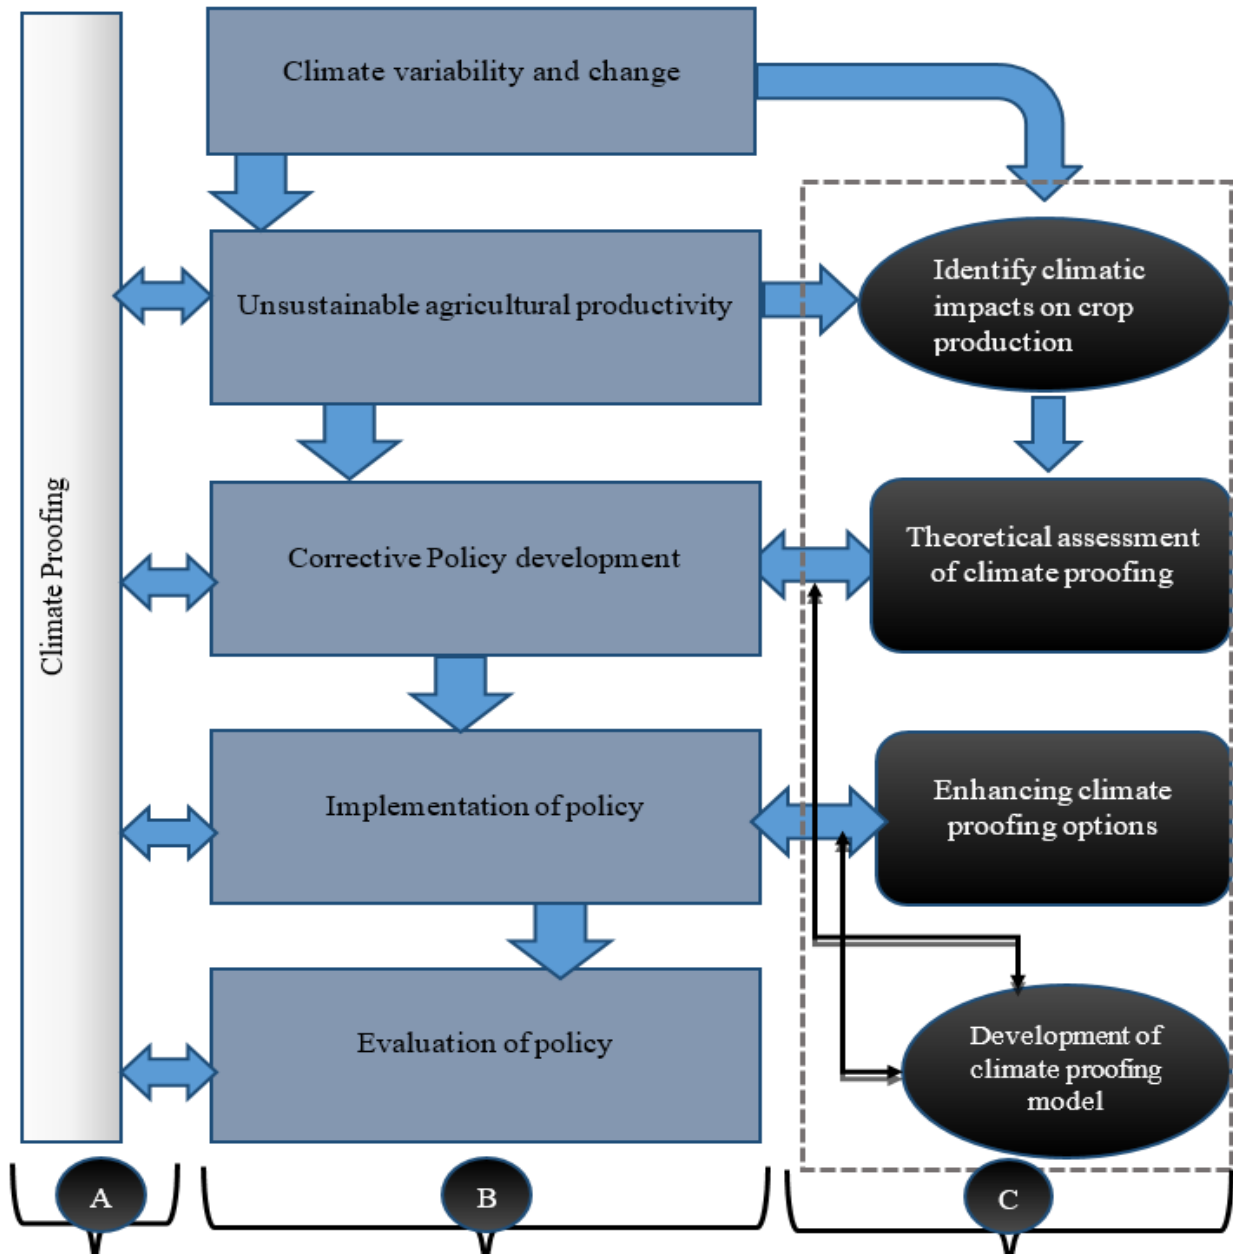 Climate variability and change
Climate Proofing
Unsustainable agricultural productivity
Identify climatic
impacts on crop
production
Corrective Policy development
Theoretical assessment
of climate proofing
Implementation of policy
Enhancing climate
proofing options
Evaluation of policy
Development of
climate proofing
model
A
B
C